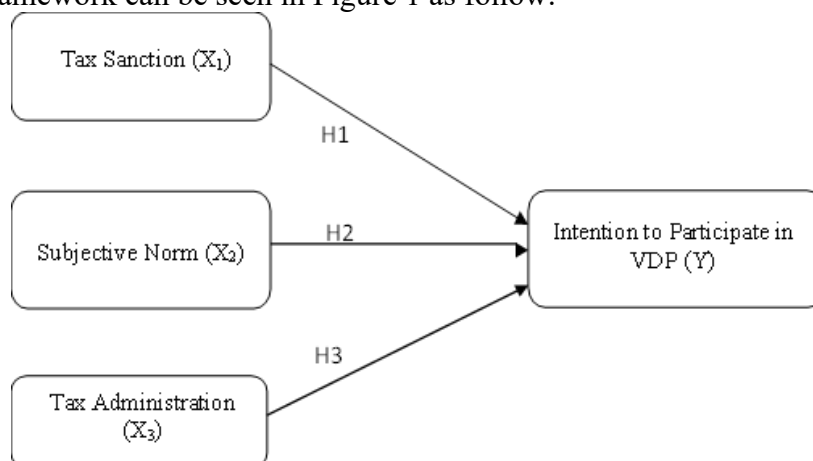 amework can be seen in Figure 1 as follow:
Tax Sanction (X₁)
H1
Subjective Norm (X₂)
H2
Intention to Participate in
VDP (Y)
H3
Tax Administration
(X₃)